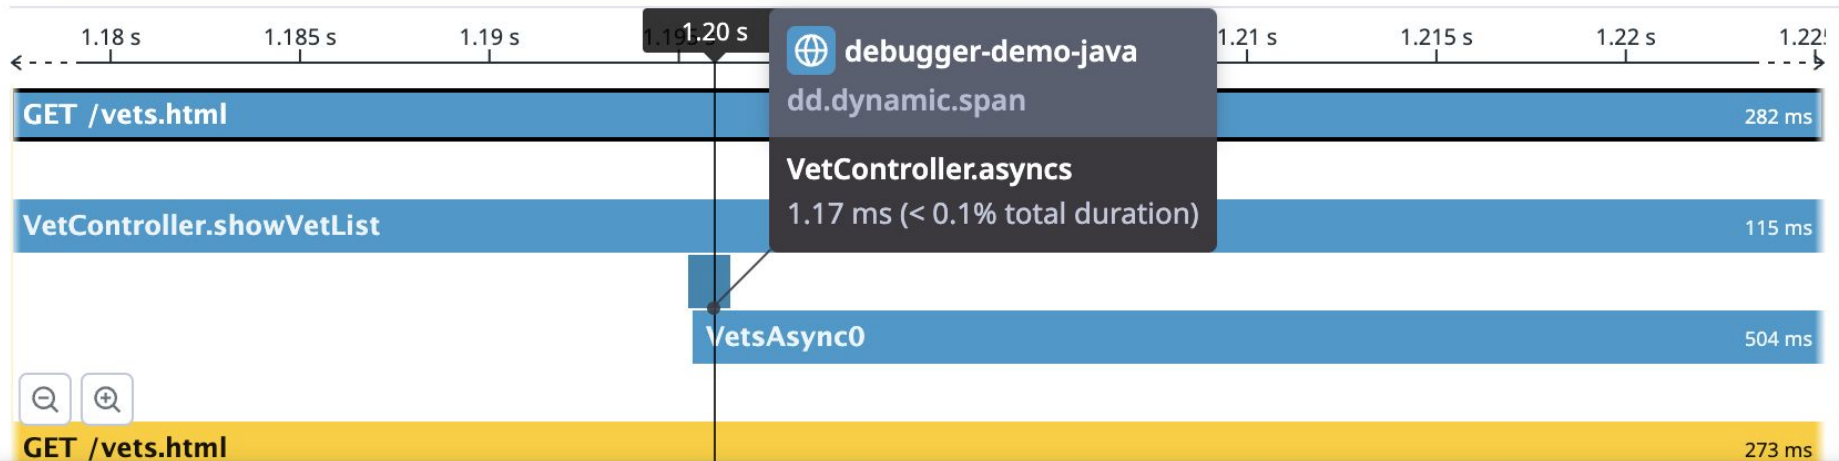 1.18 s 1.185 s 1.19 s 1.195 s 1.20 s 1.21 s 1.215 s 1.22 s
debugger-demo-java
dd.dynamic.span
GET /vets.html 282 ms
VetController.asyncs
1.17 ms (< 0.1% total duration)
VetController.showVetList 115 ms
VetsAsync0 504 ms
GET /vets.html 273 ms